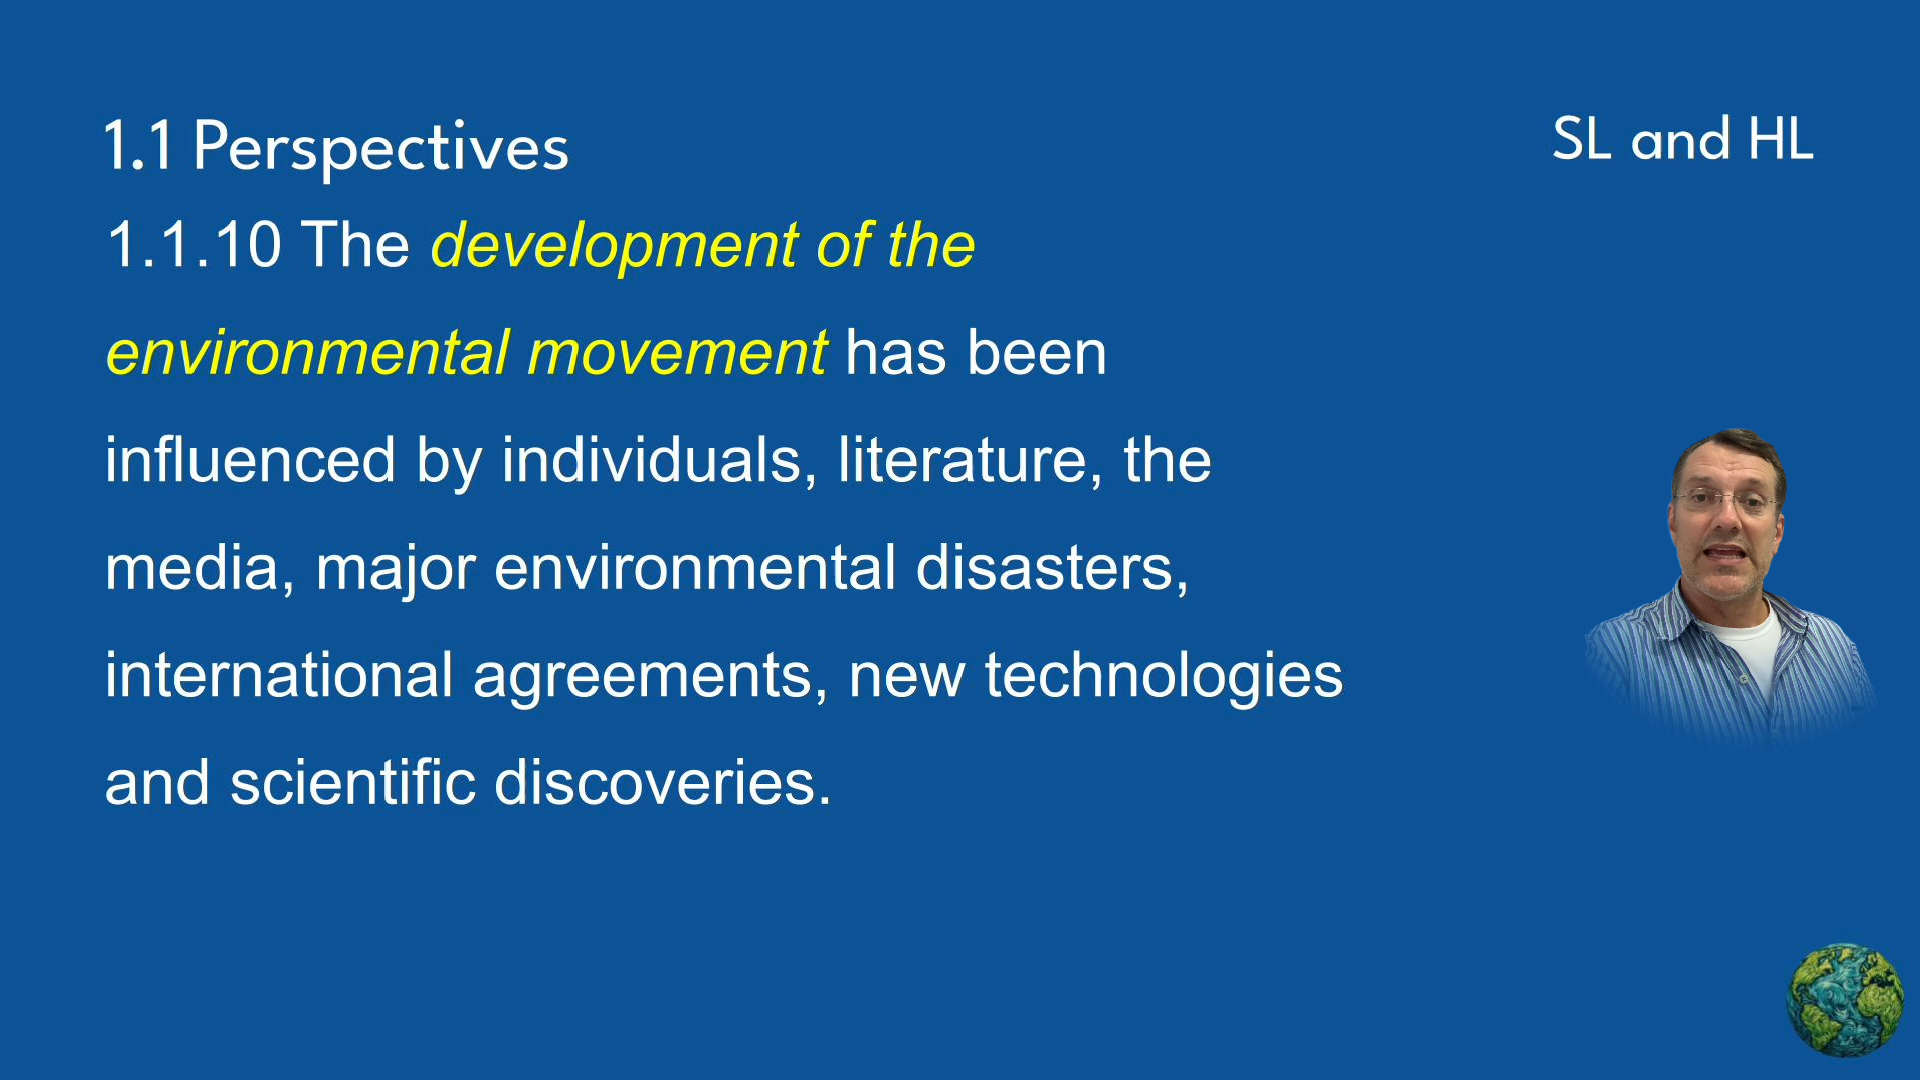 1.1 Perspectives
SL and HL
1.1.10 The development of the
environmental movement has been
influenced by individuals, literature, the
media, major environmental disasters,
international agreements, new technologies
and scientific discoveries.